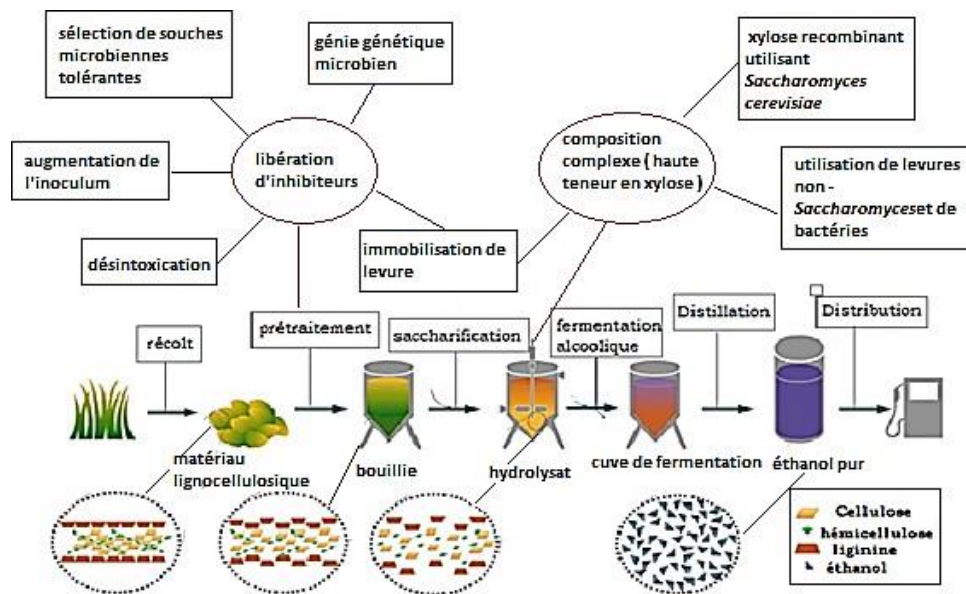 sélection de souches
microbiennes
tolérantes
génie génétique
microbien
xylose recombinant
utilisant
Saccharomyces
cerevisiae
augmentation de
l'inoculum
libération
d'inhibiteurs
composition
complexe ( haute
teneur en xylose )
utilisation de levures
non -
Saccharomyceset de
bactéries
désintoxication
immobilisation de
levure
récolt
prétraitement
saccharification
fermentation
alcoolique
Distillation
Distribution
matériau
lignocellulosique
bouillie
hydrolysat
cuve de fermentation
éthanol pur
Cellulose
hémicellulose
liginine
éthanol